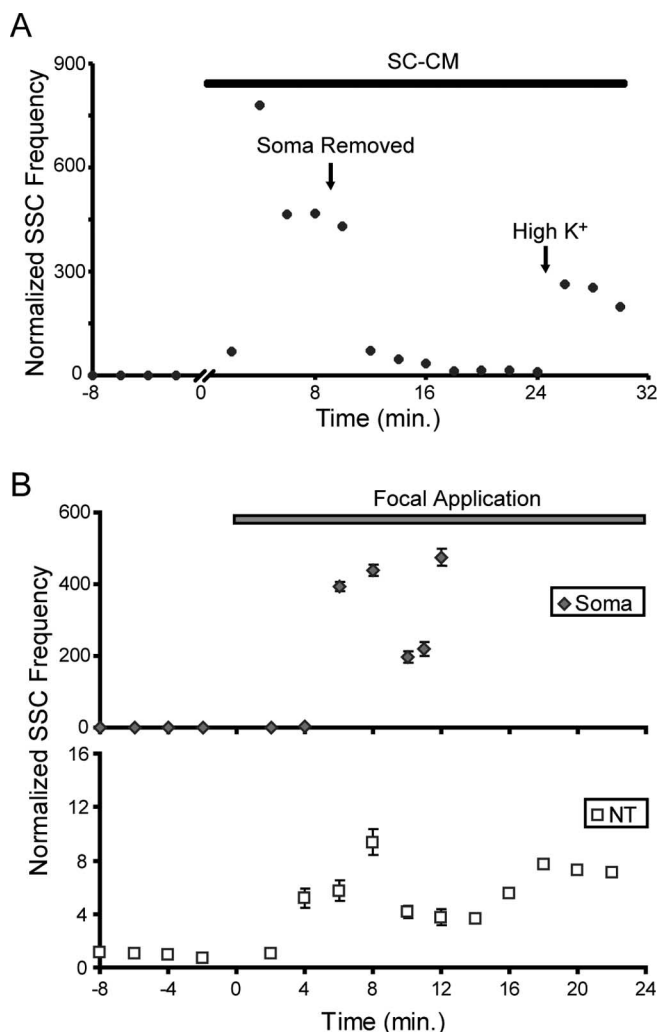 A
SC-CM
Normalized SSC Frequency
900
600
300
0
Soma Removed
High K⁺
-8 0 8 16 24 32
Time (min.)
B
Focal Application
Normalized SSC Frequency
600
400
200
0
Soma
16
12
8
4
0
NT
-8 -4 0 4 8 12 16 22 24
Time (min.)